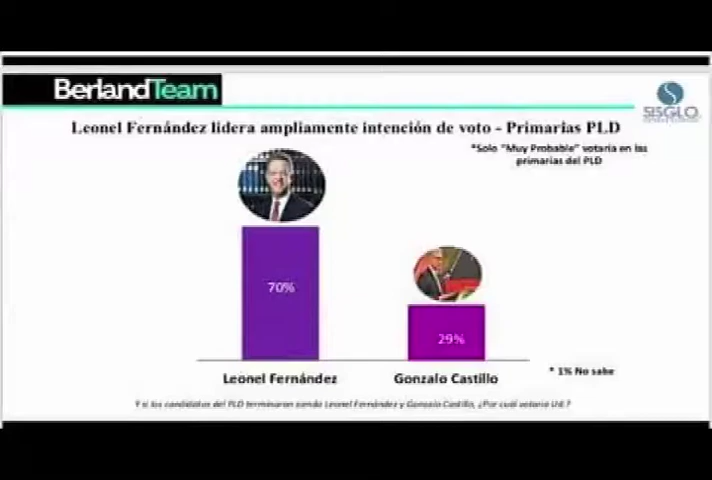 BerlandTeam
SISGLO
Leonel Fernández lidera ampliamente intención de voto - Primarias PLD
*Solo "Muy Probable" votaría en las
primarias del PLD
70%
29%
Leonel Fernández
Gonzalo Castillo
* 1% No sabe
Y si los candidatos del PLD terminaron siendo Leonel Fernández y Gonzalo Castillo, ¿Por cuál votaría Ud.?